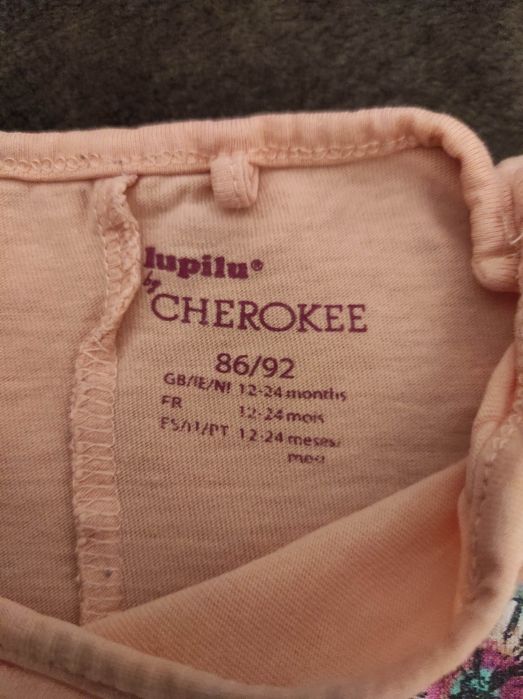 lupilu®
by
CHEROKEE
86/92
GB/IE/NI 12-24 months
FR 12-24 mois
ES/IT/PT 12-24 meses/
mesi